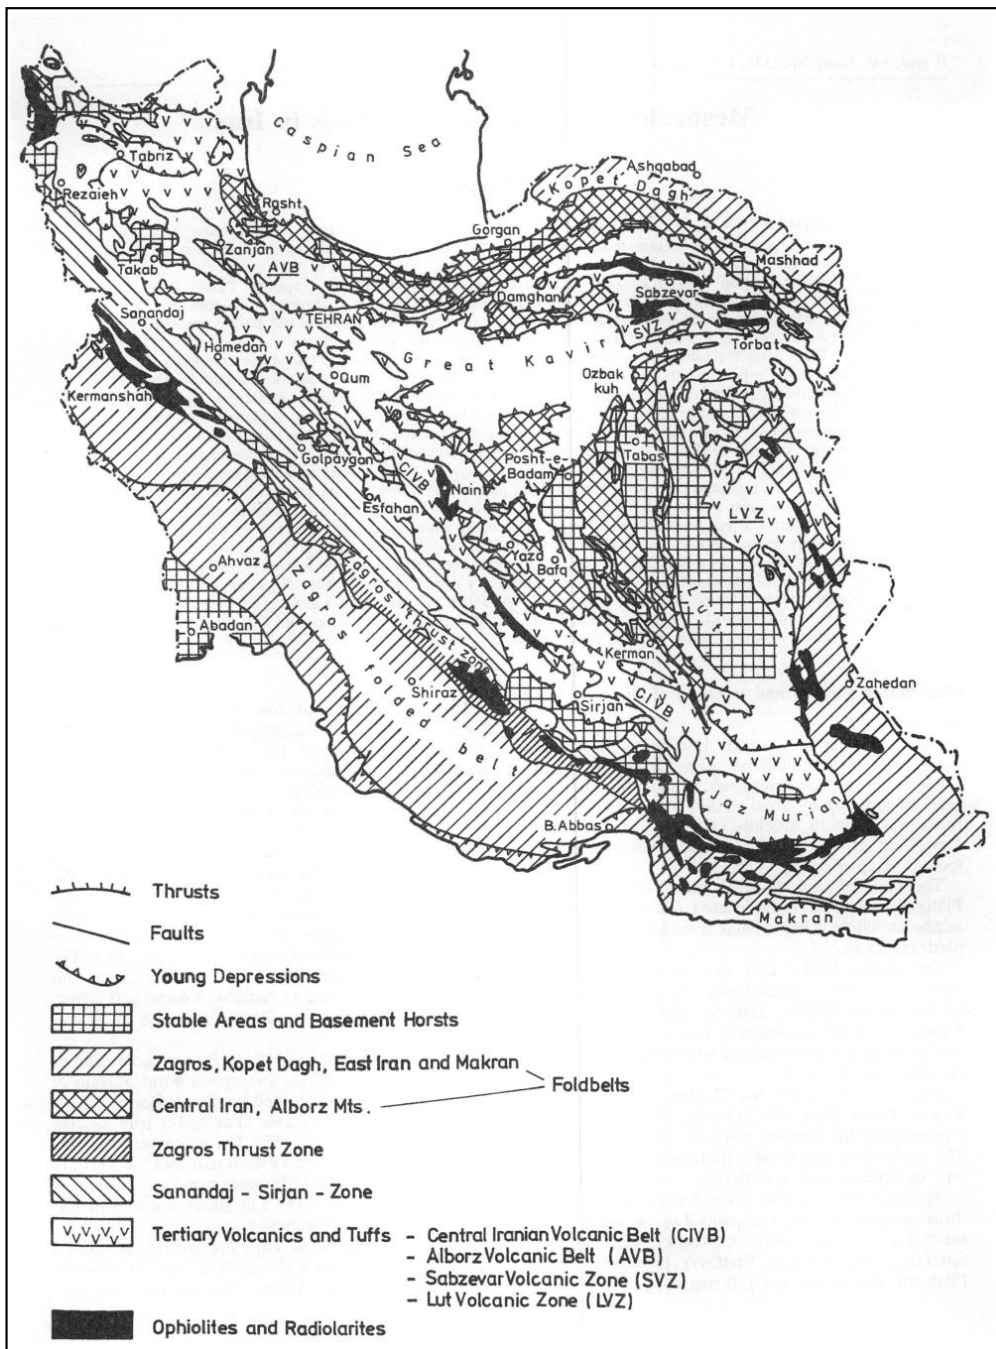 Caspian Sea
Ashqabad
Kopet Dagh
Tabriz
Rezaieh
Rasht
Gorgan
Zanjan
Mashhad
Takab
AVB
Damghan
Sabzevar
Sanandaj
TEHRAN
SVZ
Torbat
Hamedan
Great Kavir
Qum
Ozbak
kuh
Kermanshah
Golpaygan
CIVB
Posht-e-
Badam
Tabas
Nain
Esfahan
LVZ
Yazd
Bafq
Ahvaz
Zagros Thrust zone
Lut
Abadan
Zagros folded belt
Kerman
Shiraz
Sirjan
CIVB
Zahedan
Jaz Murian
B.Abbas
Makran
Thrusts
Faults
Young Depressions
Stable Areas and Basement Horsts
Zagros, Kopet Dagh, East Iran and Makran
Foldbelts
Central Iran, Alborz Mts.
Zagros Thrust Zone
Sanandaj - Sirjan - Zone
Tertiary Volcanics and Tuffs - Central Iranian Volcanic Belt (CIVB)
- Alborz Volcanic Belt (AVB)
- Sabzevar Volcanic Zone (SVZ)
- Lut Volcanic Zone (LVZ)
Ophiolites and Radiolarites